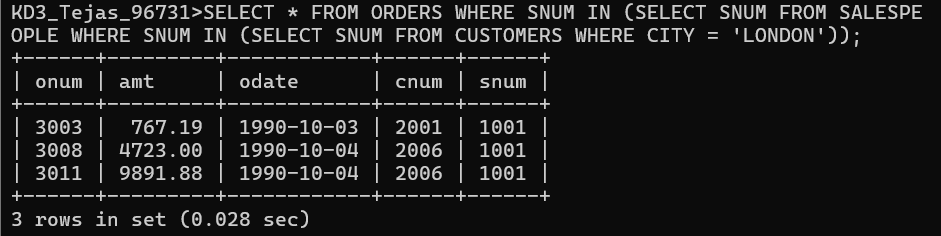 KD3_Tejas_96731>SELECT * FROM ORDERS WHERE SNUM IN (SELECT SNUM FROM SALESPE
OPLE WHERE SNUM IN (SELECT SNUM FROM CUSTOMERS WHERE CITY = 'LONDON'));
+------+---------+------------+------+------+
| onum | amt     | odate      | cnum | snum |
+------+---------+------------+------+------+
| 3003 |  767.19 | 1990-10-03 | 2001 | 1001 |
| 3008 | 4723.00 | 1990-10-04 | 2006 | 1001 |
| 3011 | 9891.88 | 1990-10-04 | 2006 | 1001 |
+------+---------+------------+------+------+
3 rows in set (0.028 sec)